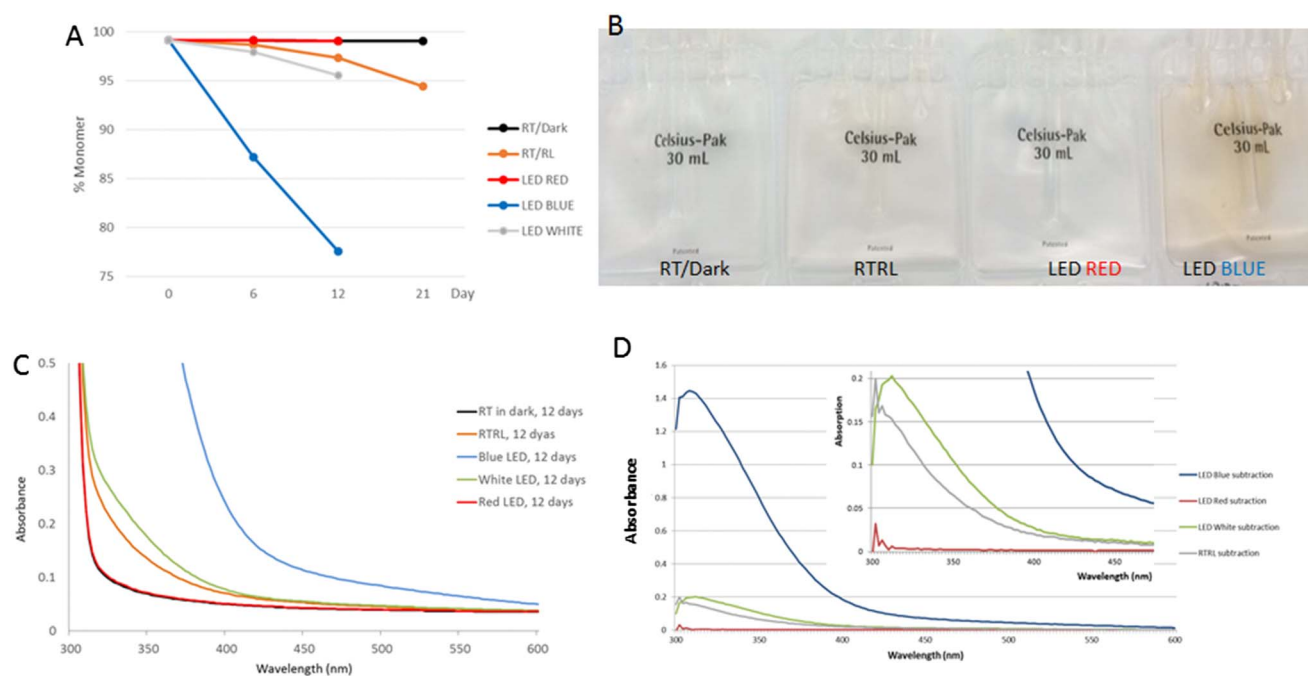 A
100
95
90
85
80
75
% Monomer
0
6
12
21
Day
RT/Dark
RT/RL
LED RED
LED BLUE
LED WHITE
B
Celsius-Pak
30 mL
Patented
RT/Dark
Celsius-Pak
30 mL
Patented
RTRL
Celsius-Pak
30 mL
Patented
LED RED
Celsius-Pak
30 mL
Patented
LED BLUE
C
0.5
0.4
0.3
0.2
0.1
0
Absorbance
300
350
400
450
500
550
600
Wavelength (nm)
RT in dark, 12 days
RTRL, 12 dyas
Blue LED, 12 days
White LED, 12 days
Red LED, 12 days
D
1.6
1.4
1.2
1
0.8
0.6
0.4
0.2
0
Absorbance
300
350
400
450
500
550
600
Wavelength (nm)
0.2
0.15
0.1
0.05
0
Absorption
300
350
400
450
Wavelength (nm)
LED Blue subtraction
LED Red sutraction
LED White subtraction
RTRL subtraction